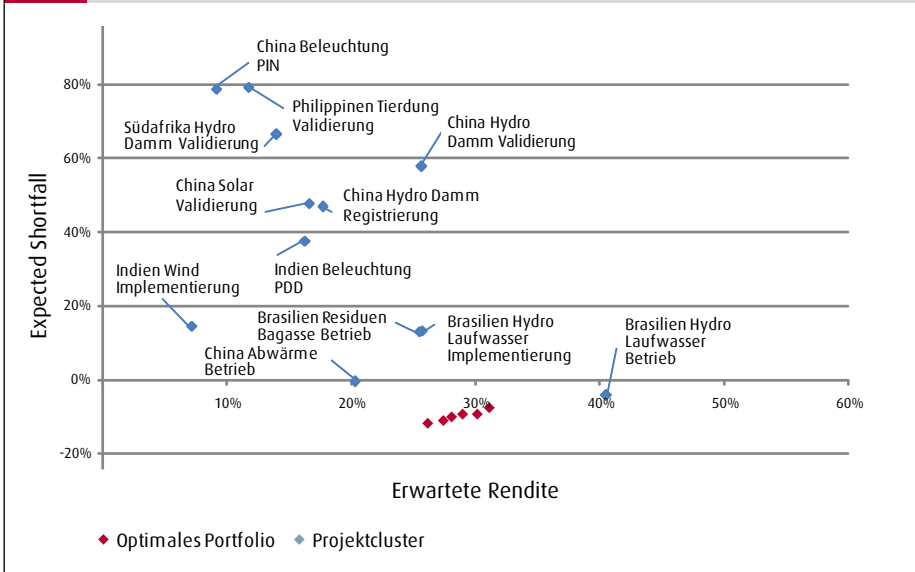 China Beleuchtung
PIN
80%
Philippinen Tierdung
Validierung
Südafrika Hydro
Damm Validierung
China Hydro
Damm Validierung
60%
China Solar
Validierung
China Hydro Damm
Registrierung
40%
Indien Wind
Implementierung
Indien Beleuchtung
PDD
20%
Brasilien Residuen
Bagasse Betrieb
Brasilien Hydro
Laufwasser
Implementierung
Brasilien Hydro
Laufwasser
Betrieb
China Abwärme
Betrieb
0%
10%
20%
30%
40%
50%
60%
-20%
Expected Shortfall
Erwartete Rendite
Optimales Portfolio
Projektcluster